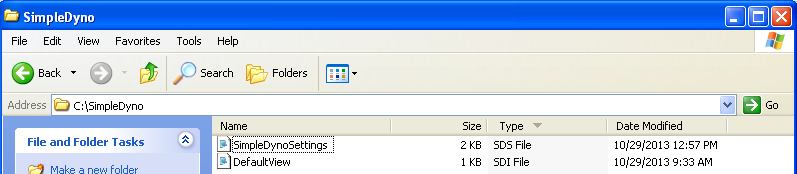 SimpleDyno
File Edit View Favorites Tools Help
Back Search Folders
Address C:\SimpleDyno Go
Name Size Type Date Modified
File and Folder Tasks
SimpleDynoSettings 2 KB SDS File 10/29/2013 12:57 PM
DefaultView 1 KB SDI File 10/29/2013 9:33 AM
Make a new folder